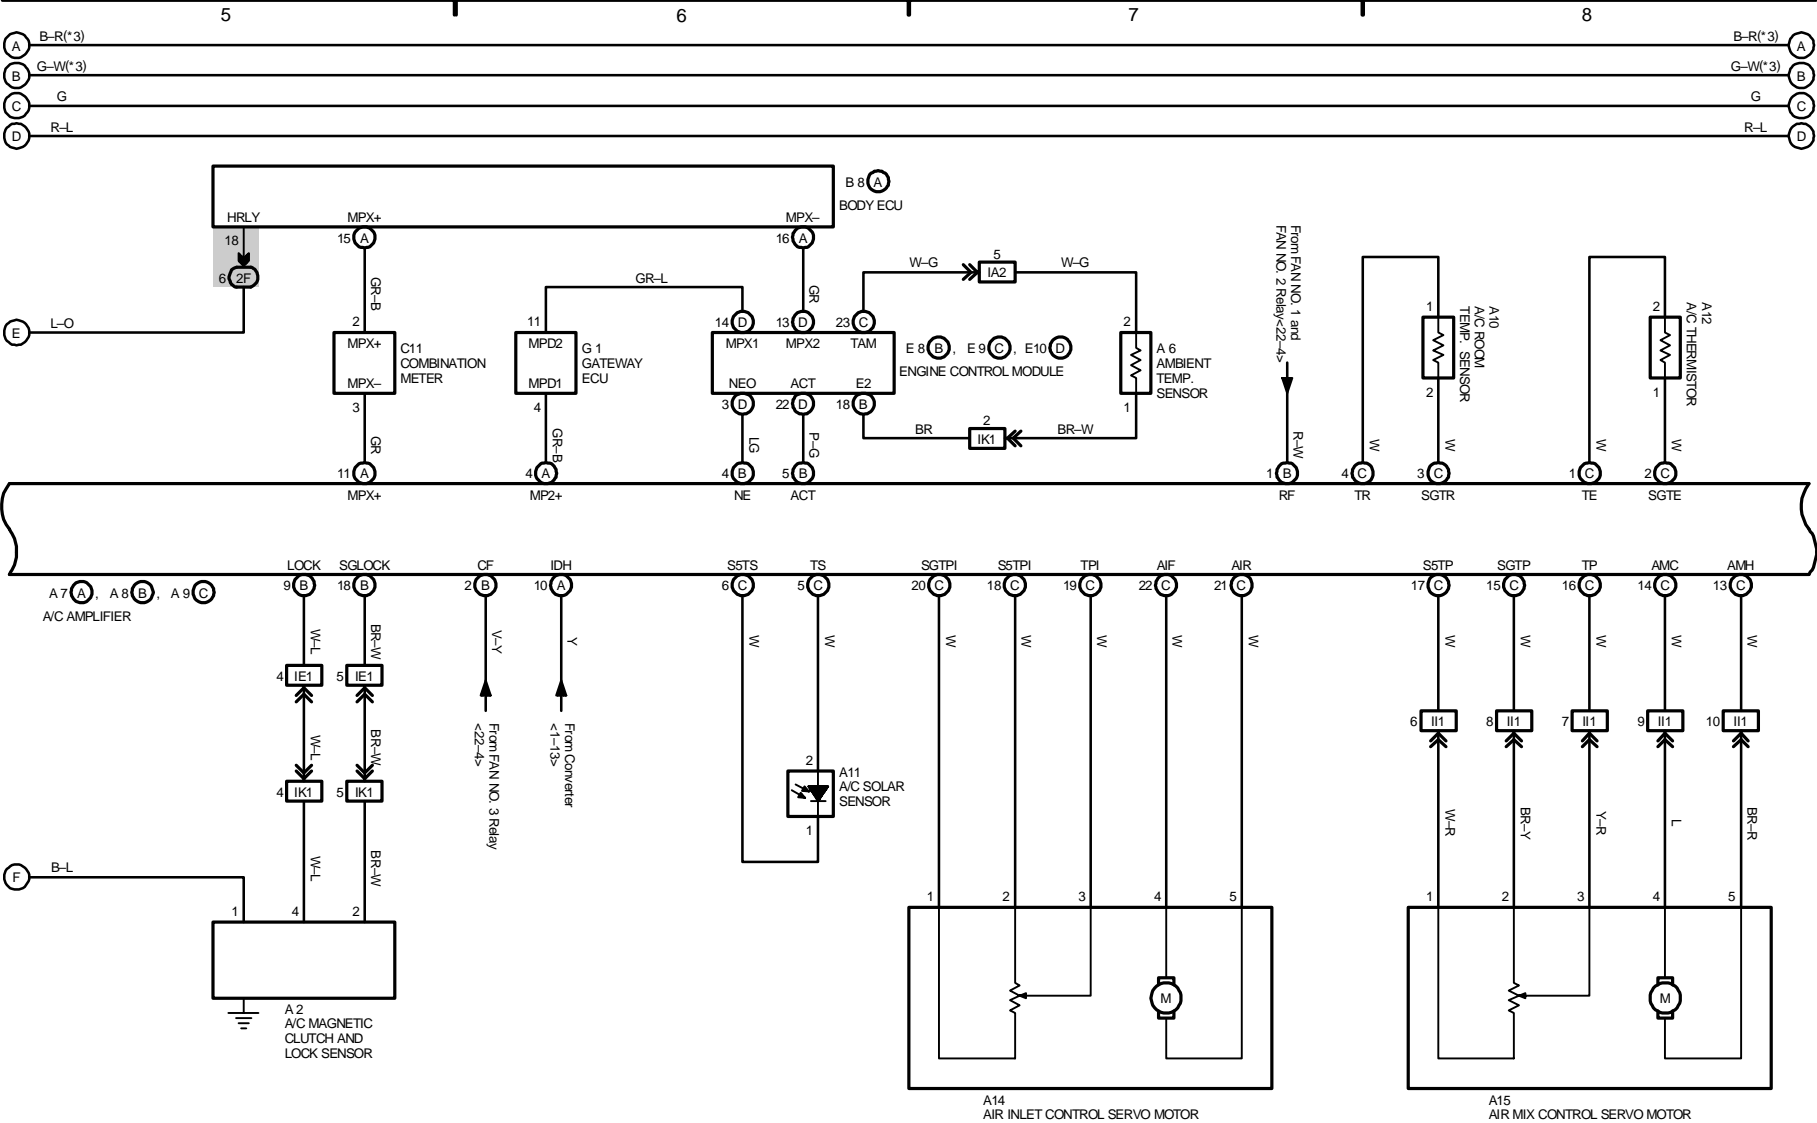 5 6 7 8
A B–R(*3) B–R(*3) A
B G–W(*3) G–W(*3) B
C G G C
D R–L R–L D
B 8 A
BODY ECU
HRLY MPX+ MPX–
18 15 A 16 A
6 2F
E L–O
GR–B
GR–L
GR
W–G 5 IA2 W–G
From FAN NO. 1 and
FAN NO. 2 Relay<22–4>
2 11 14 D 13 D 23 C 2
MPX+ MPD2 MPX1 MPX2 TAM
C11
COMBINATION
METER
G 1
GATEWAY
ECU
E 8 B , E 9 C , E10 D
ENGINE CONTROL MODULE
A 6
AMBIENT
TEMP.
SENSOR
MPX– MPD1 NEO ACT E2
3 4 3 D 22 D 18 B 1
1 2
A10
A/C ROOM
TEMP. SENSOR
2 1
A12
A/C THERMISTOR
GR GR–B LG P–G
BR 2 IK1 BR–W
R–W W W W W
11 A 4 A 4 B 5 B 1 B 4 C 3 C 1 C 2 C
MPX+ MP2+ NE ACT RF TR SGTR TE SGTE
LOCK SGLOCK CF IDH S5TS TS SGTPI S5TPI TPI AIF AIR S5TP SGTP TP AMC AMH
9 B 18 B 2 B 10 A 6 C 5 C 20 C 18 C 19 C 22 C 21 C 17 C 15 C 16 C 14 C 13 C
A 7 A , A 8 B , A 9 C
A/C AMPLIFIER
W–L BR–W V–Y Y W W W W W W W W W W W W
4 IE1 5 IE1
6 II1 8 II1 7 II1 9 II1 10 II1
W–L BR–W
From FAN NO. 3 Relay
<22–4>
From Converter
<1–13>
4 IK1 5 IK1
2
A11
A/C SOLAR
SENSOR
1
W–R BR–Y Y–R L BR–R
W–L BR–W
F B–L
1 4 2
1 2 3 4 5
1 2 3 4 5
M M
A 2
A/C MAGNETIC
CLUTCH AND
LOCK SENSOR
A14
AIR INLET CONTROL SERVO MOTOR
A15
AIR MIX CONTROL SERVO MOTOR